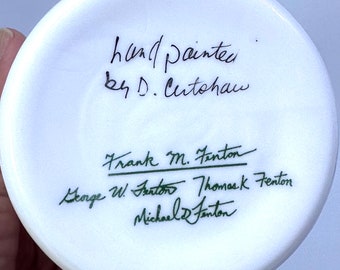 hand painted
by D. Cutshaw
Frank M. Fenton
George W. Fenton Thomas K Fenton
Michael D Fenton